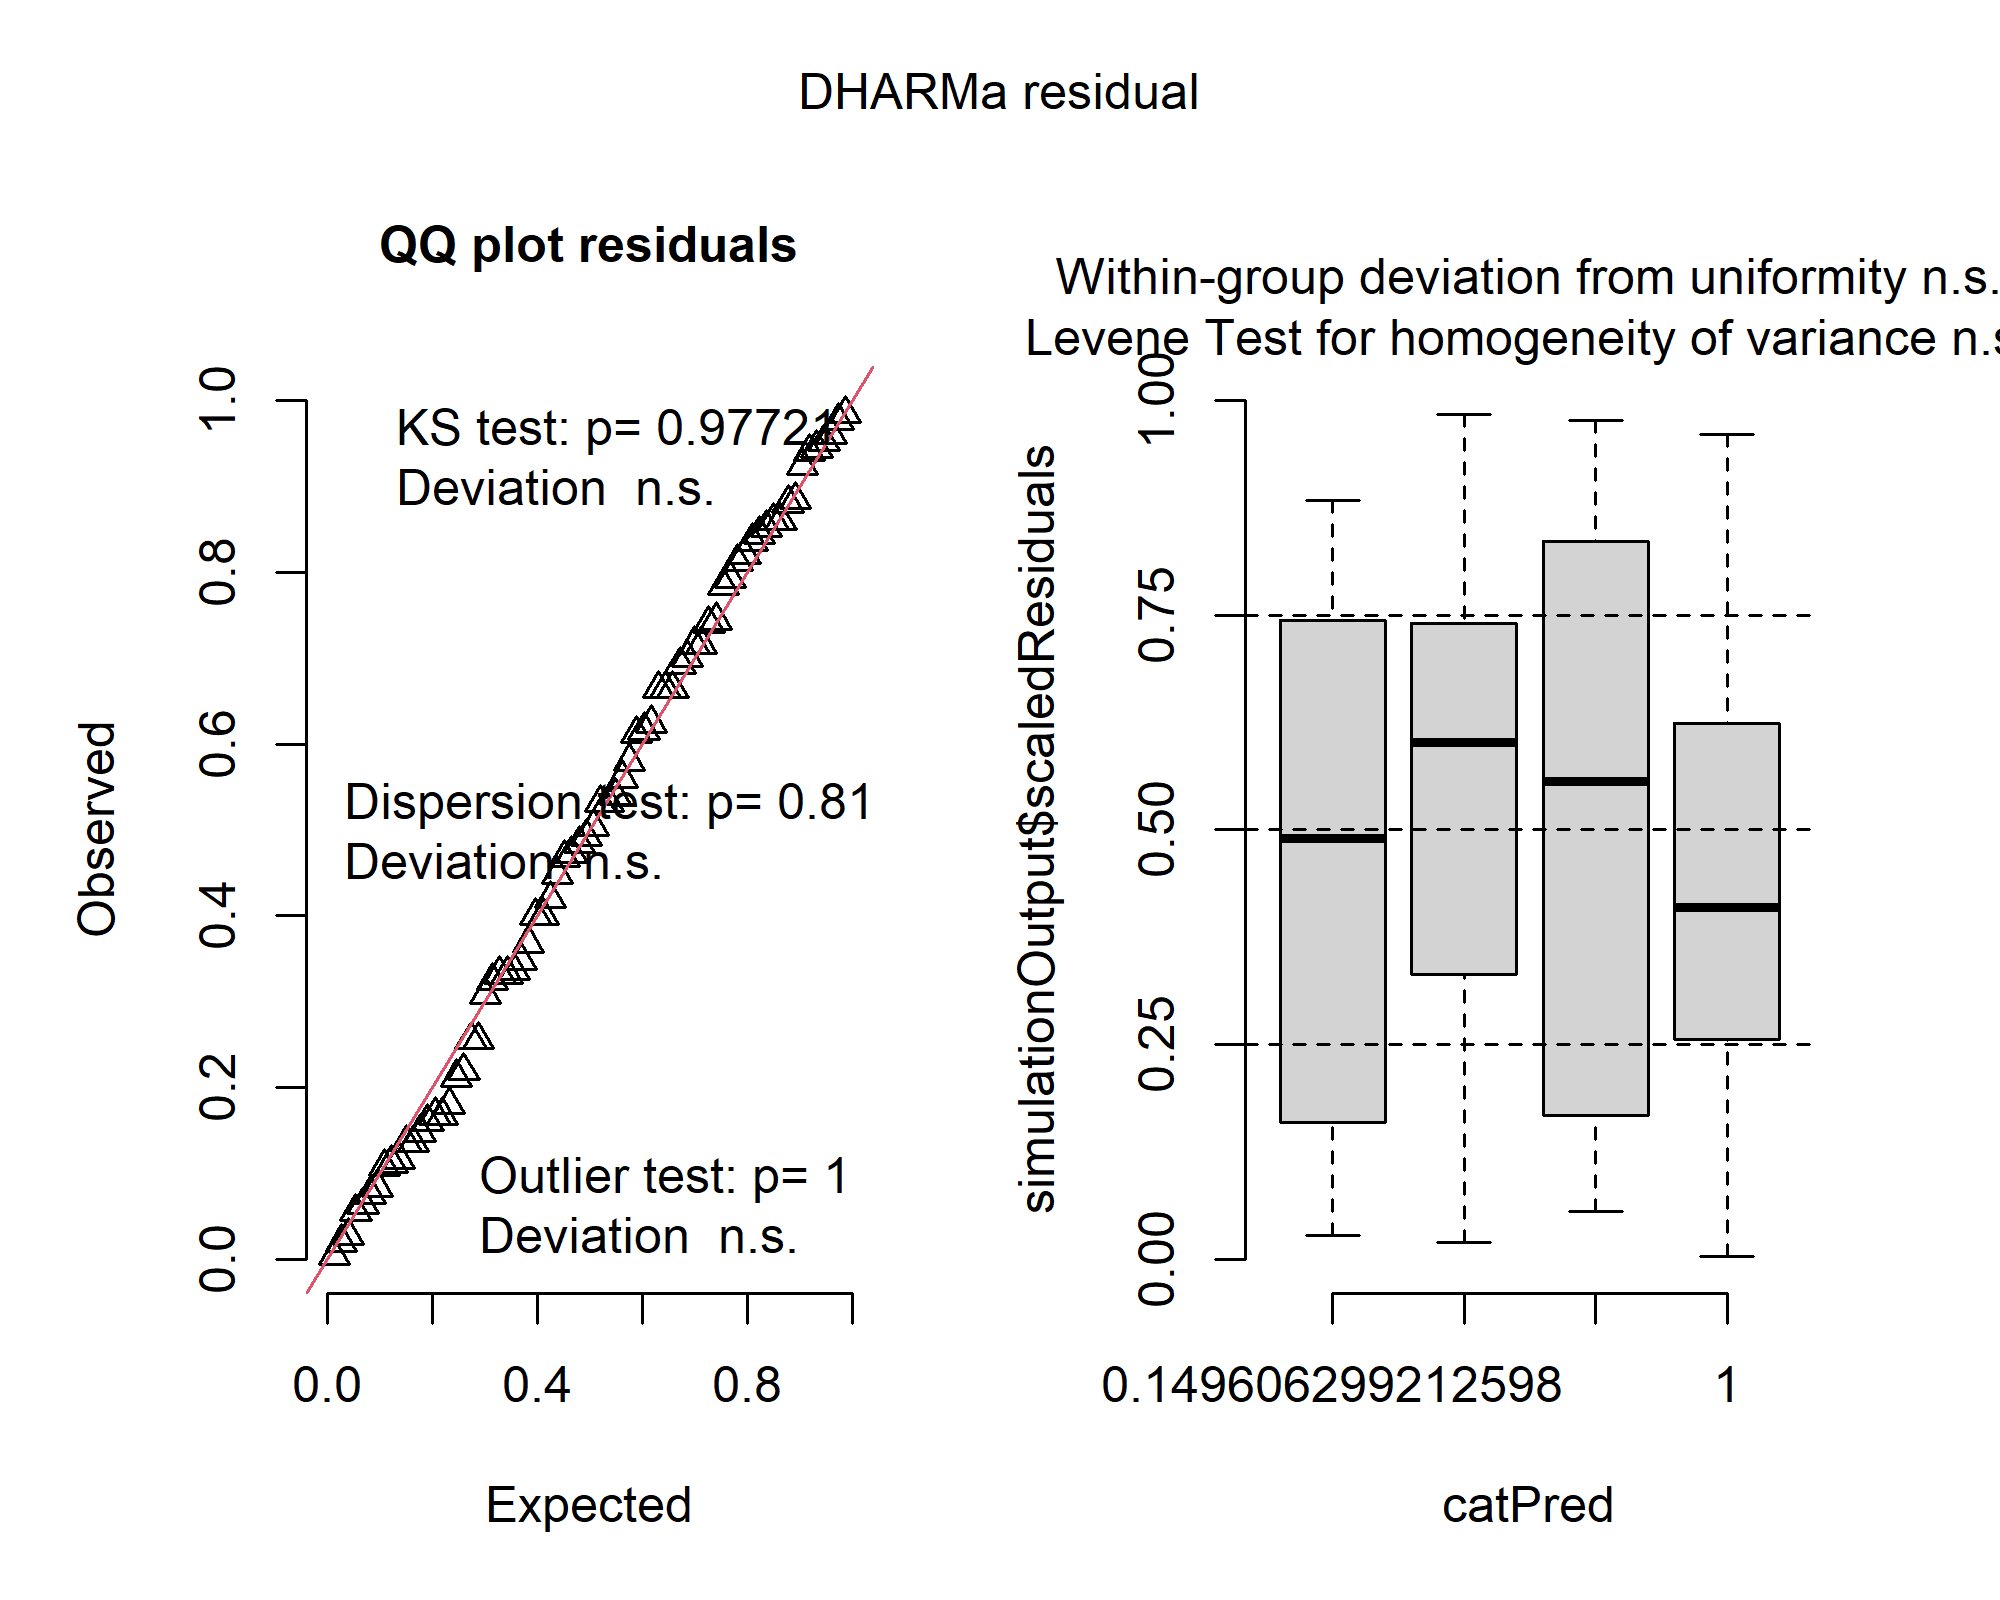 DHARMa residual
QQ plot residuals
KS test: p= 0.97721
Deviation  n.s.
Dispersion test: p= 0.81
Deviation  n.s.
Outlier test: p= 1
Deviation  n.s.
Observed
0.0
0.2
0.4
0.6
0.8
1.0
0.0 0.4 0.8
Expected
Within-group deviation from uniformity n.s.
Levene Test for homogeneity of variance n.s
simulationOutput$scaledResiduals
0.00
0.25
0.50
0.75
1.00
0.149606299212598 1
catPred